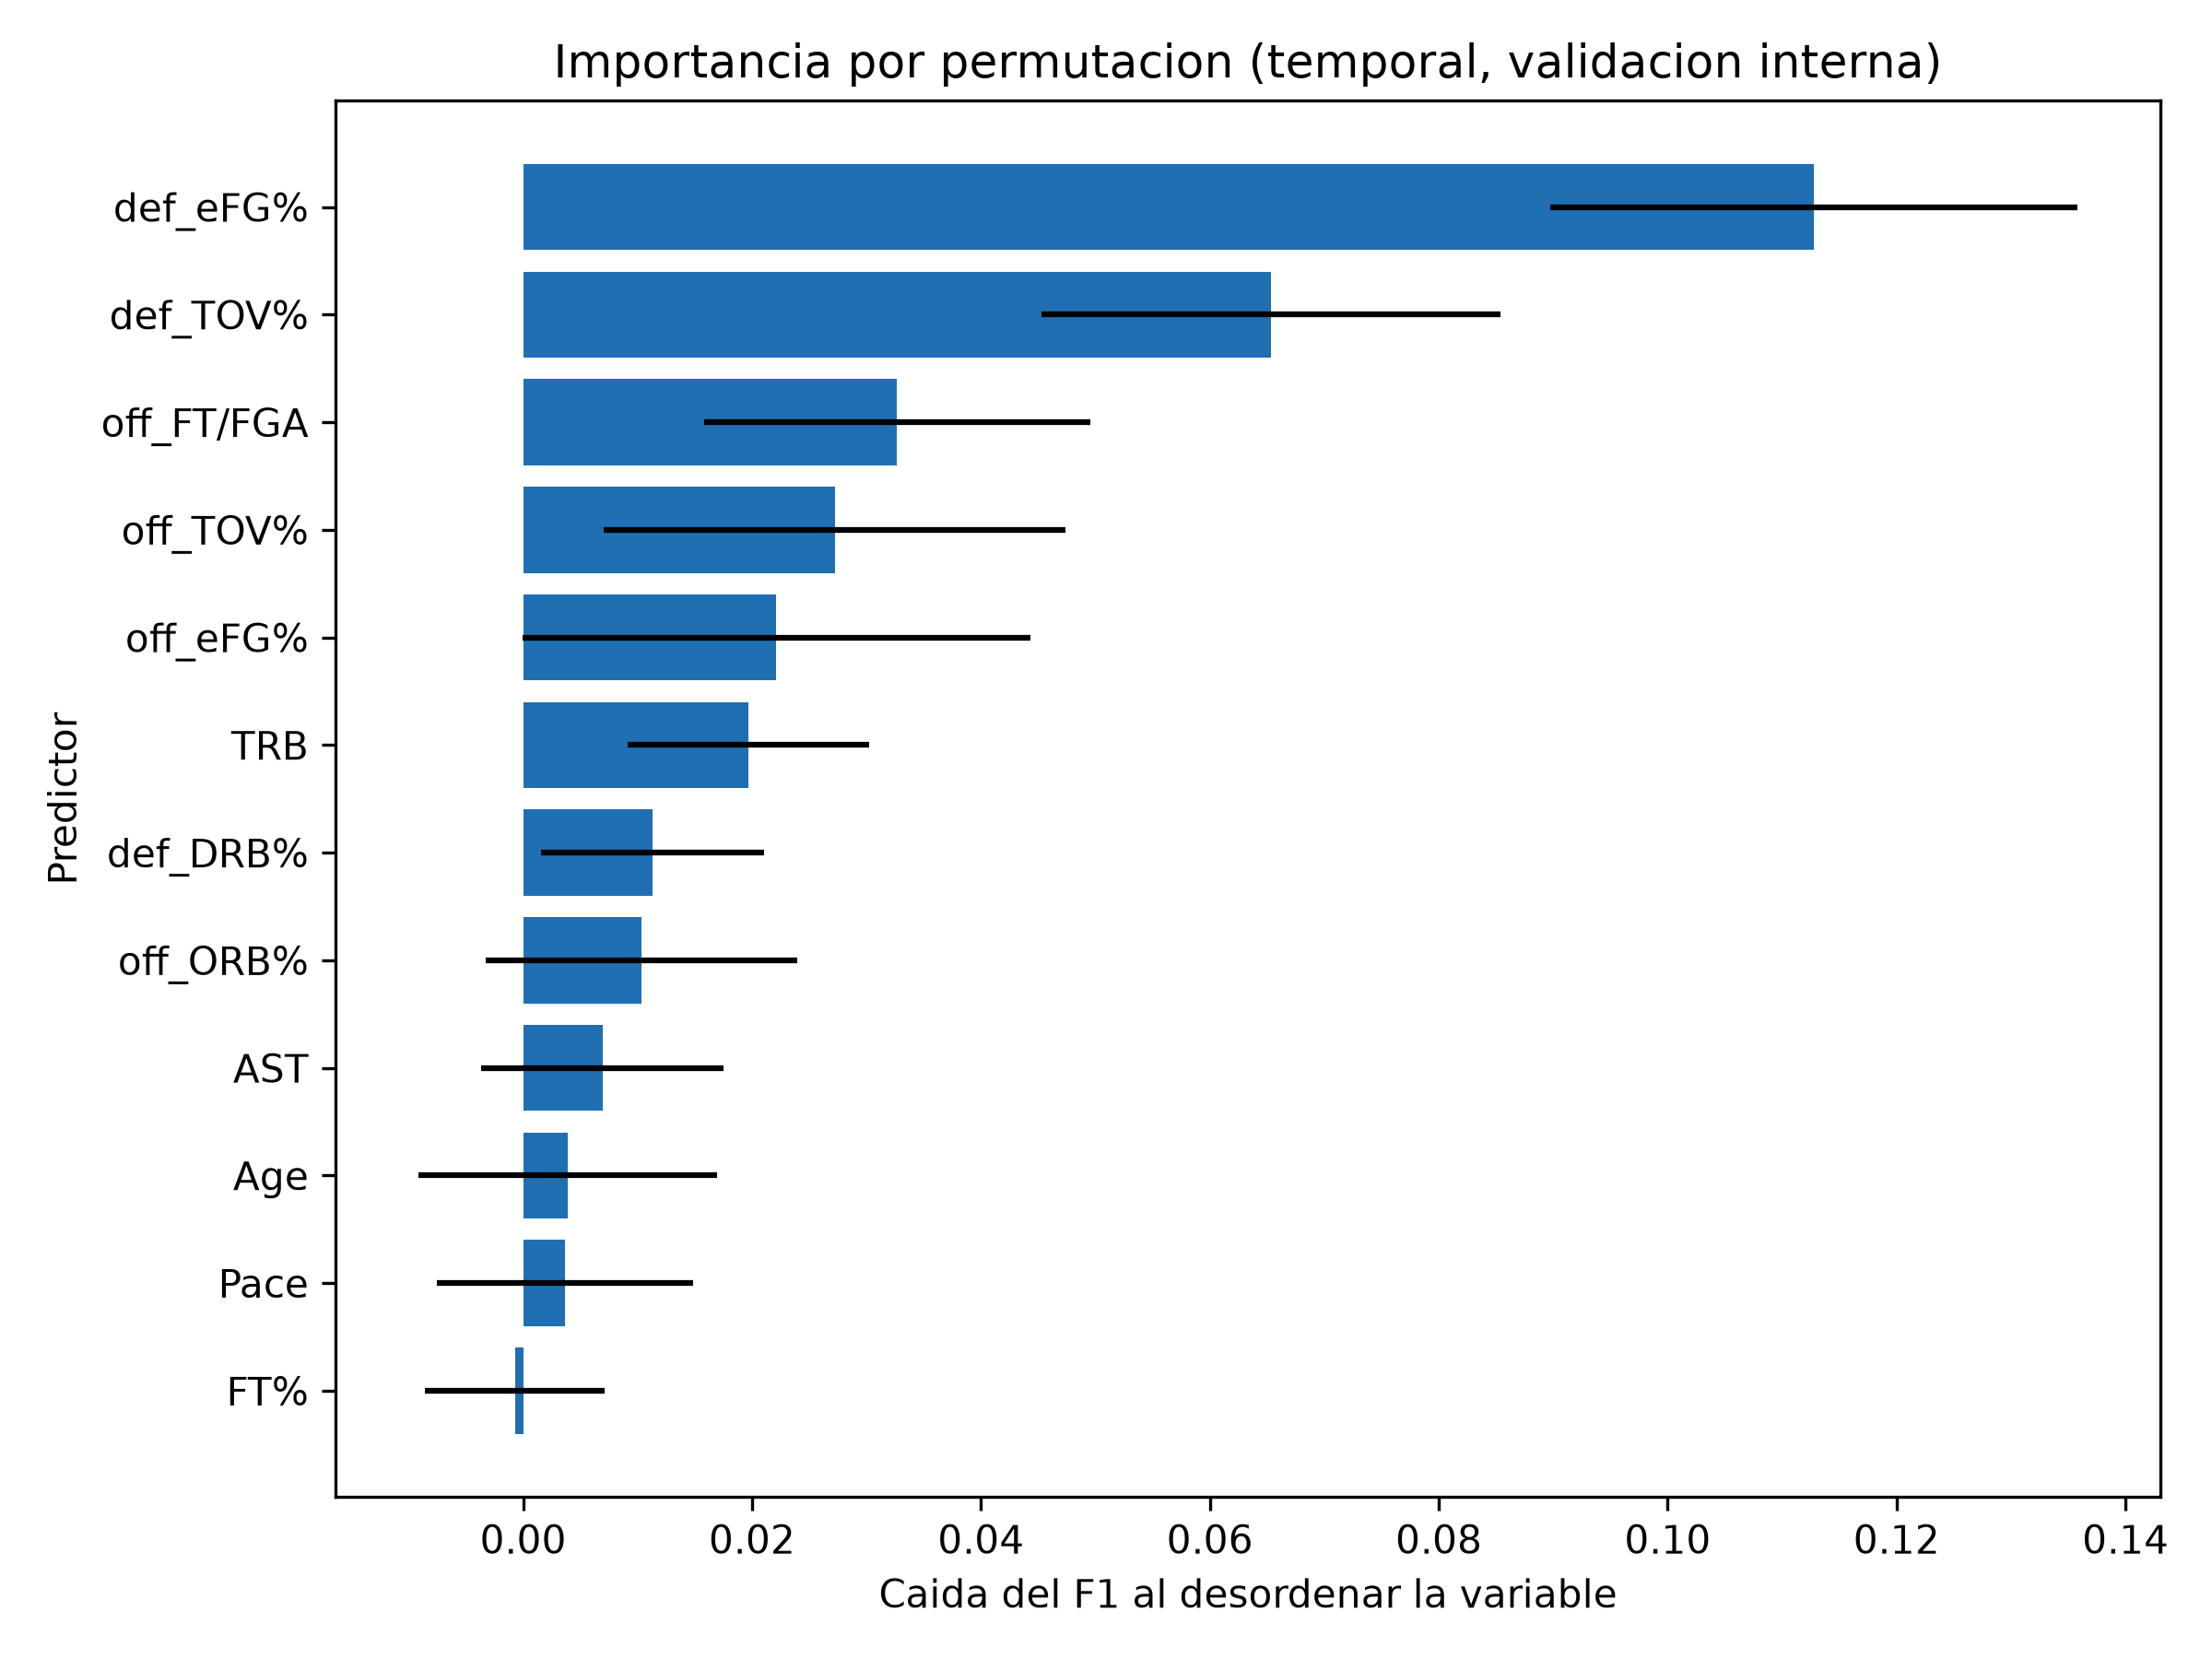 Importancia por permutacion (temporal, validacion interna)
def_eFG%
def_TOV%
off_FT/FGA
off_TOV%
off_eFG%
TRB
def_DRB%
off_ORB%
AST
Age
Pace
FT%
Predictor
0.00 0.02 0.04 0.06 0.08 0.10 0.12 0.14
Caida del F1 al desordenar la variable